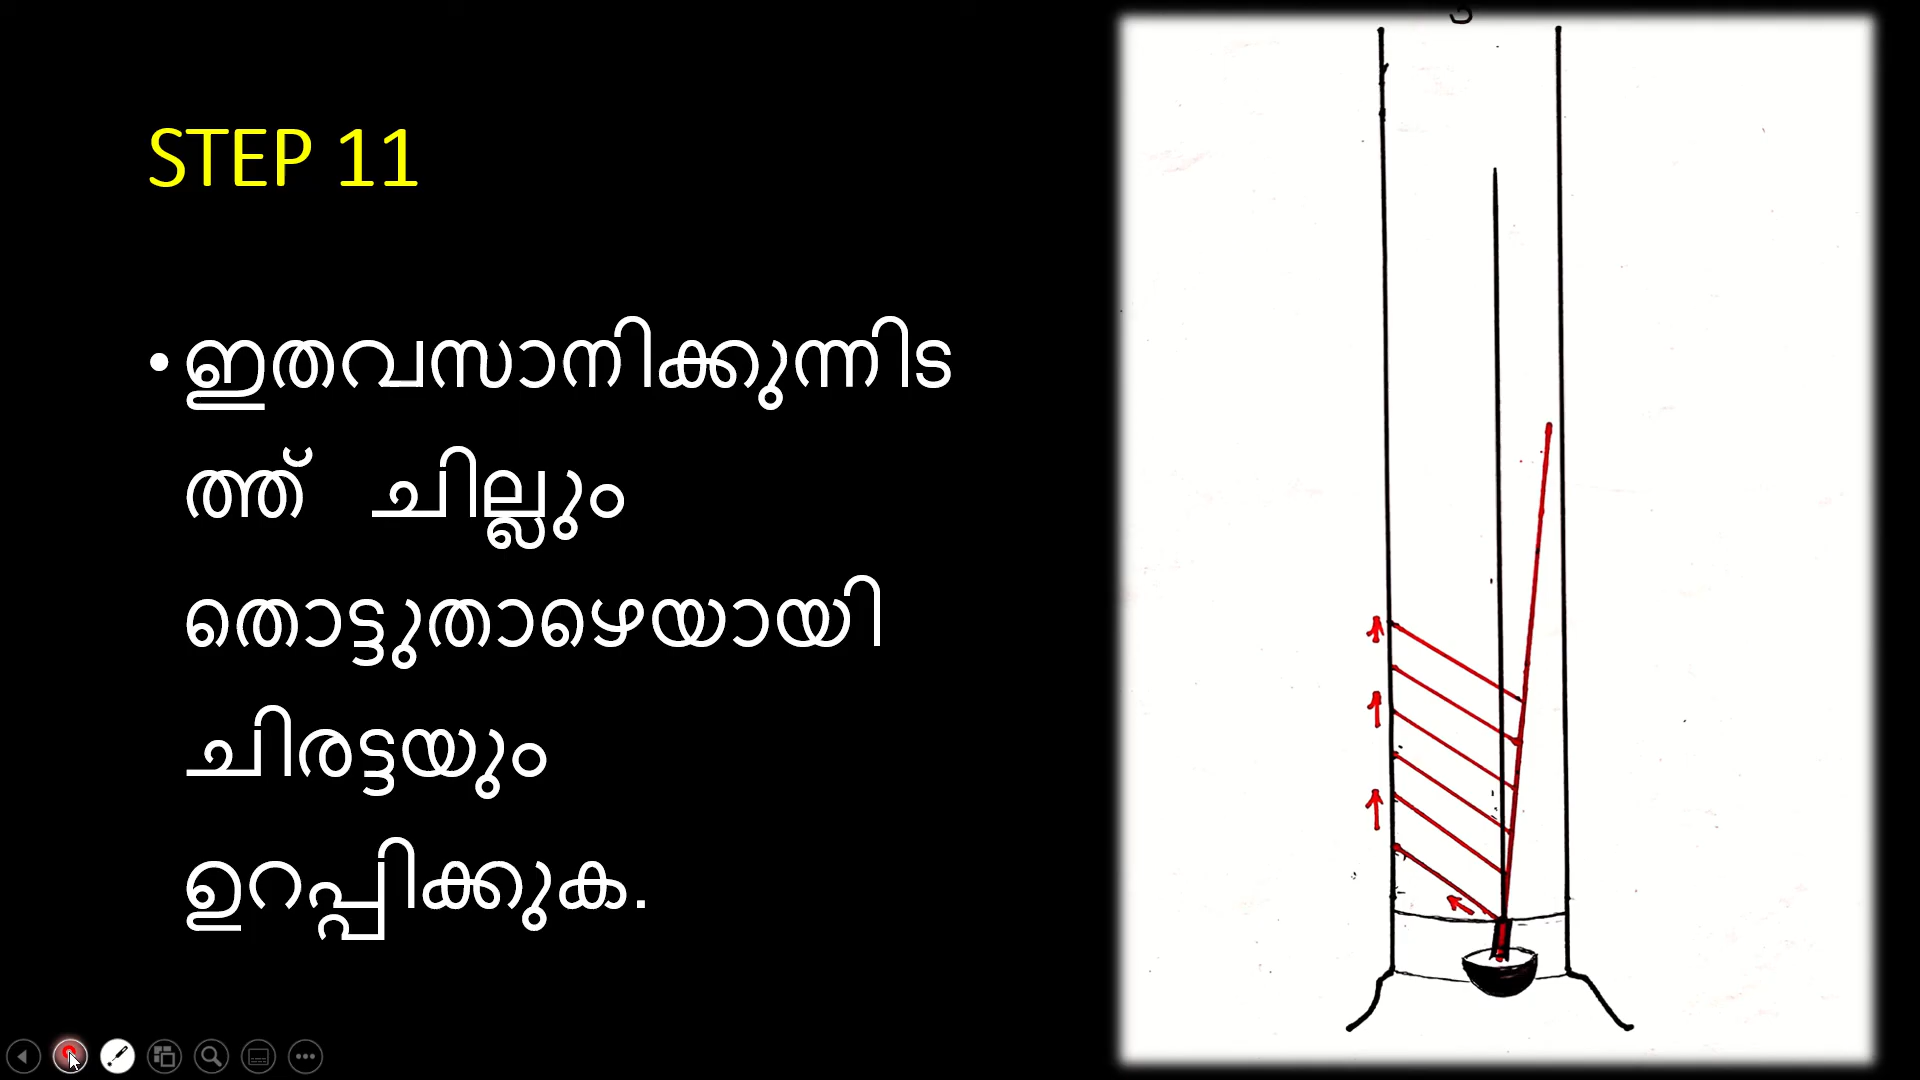 STEP 11
• ഇതവസാനിക്കുന്നിട
ത്ത് ചില്ലും
തൊട്ടുതാഴെയായി
ചിരട്ടയും
ഉറപ്പിക്കുക.